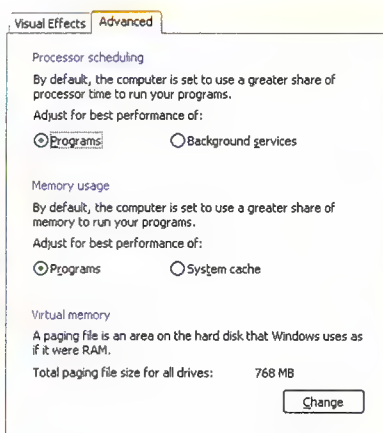 Visual Effects Advanced
Processor scheduling
By default, the computer is set to use a greater share of
processor time to run your programs.
Adjust for best performance of:
Programs Background services
Memory usage
By default, the computer is set to use a greater share of
memory to run your programs.
Adjust for best performance of:
Programs System cache
Virtual memory
A paging file is an area on the hard disk that Windows uses as
if it were RAM.
Total paging file size for all drives: 768 MB
Change